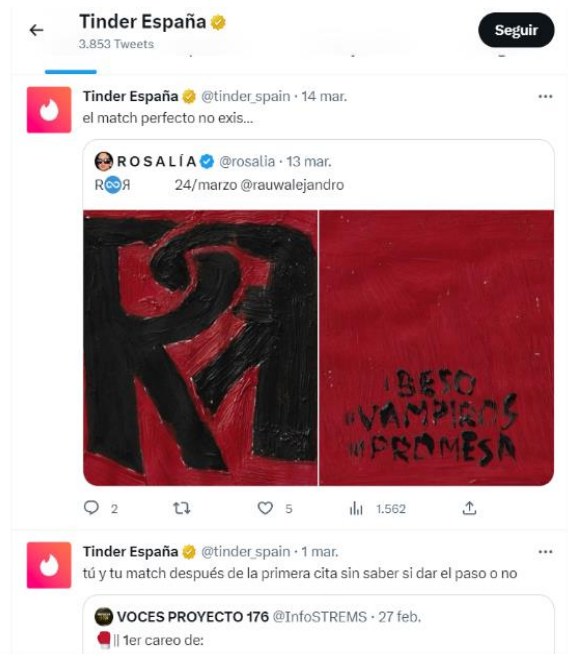 Tinder España
3.853 Tweets
Seguir
Tinder España @tinder_spain · 14 mar.
el match perfecto no exis...
R O S A L Í A @rosalia · 13 mar.
R♾️Я 24/marzo @rauwalejandro
RR
I BESO
II VAMPIROS
III PROMESA
2
5
1.562
Tinder España @tinder_spain · 1 mar.
tú y tu match después de la primera cita sin saber si dar el paso o no
VOCES PROYECTO 176 @InfoSTREMS · 27 feb.
🥊|| 1er careo de: